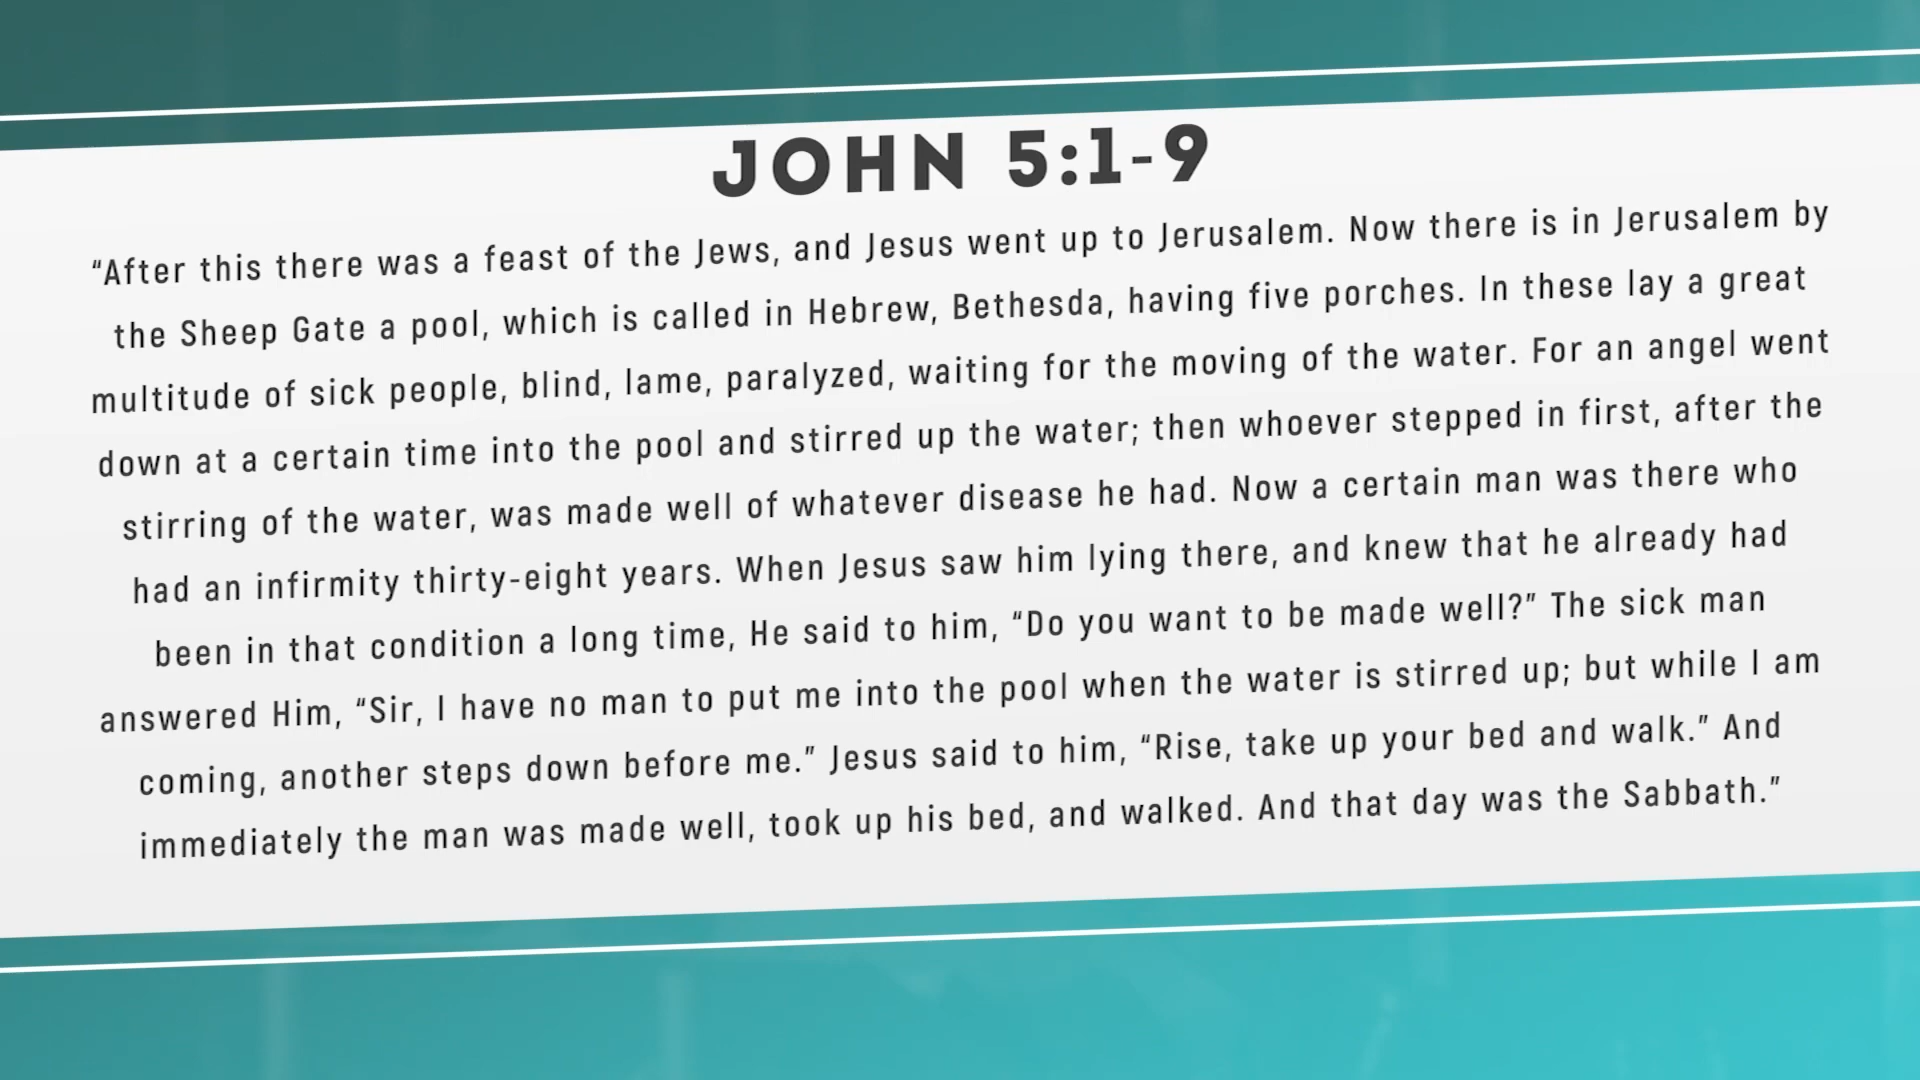 JOHN 5:1-9
“After this there was a feast of the Jews, and Jesus went up to Jerusalem. Now there is in Jerusalem by
the Sheep Gate a pool, which is called in Hebrew, Bethesda, having five porches. In these lay a great
multitude of sick people, blind, lame, paralyzed, waiting for the moving of the water. For an angel went
down at a certain time into the pool and stirred up the water; then whoever stepped in first, after the
stirring of the water, was made well of whatever disease he had. Now a certain man was there who
had an infirmity thirty-eight years. When Jesus saw him lying there, and knew that he already had
been in that condition a long time, He said to him, “Do you want to be made well?” The sick man
answered Him, “Sir, I have no man to put me into the pool when the water is stirred up; but while I am
coming, another steps down before me.” Jesus said to him, “Rise, take up your bed and walk.” And
immediately the man was made well, took up his bed, and walked. And that day was the Sabbath.”